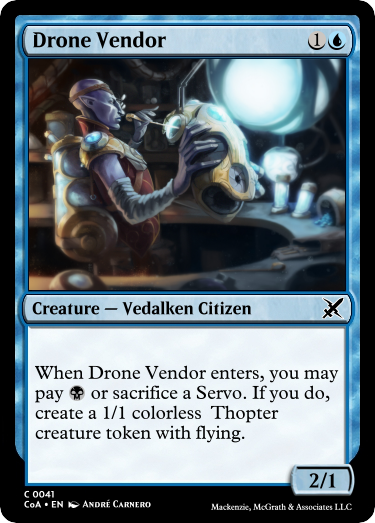 Drone Vendor 1
Creature — Vedalken Citizen
When Drone Vendor enters, you may
pay or sacrifice a Servo. If you do,
create a 1/1 colorless Thopter
creature token with flying.
2/1
C 0041
CoA • EN André Carnero
Mackenzie, McGrath & Associates LLC